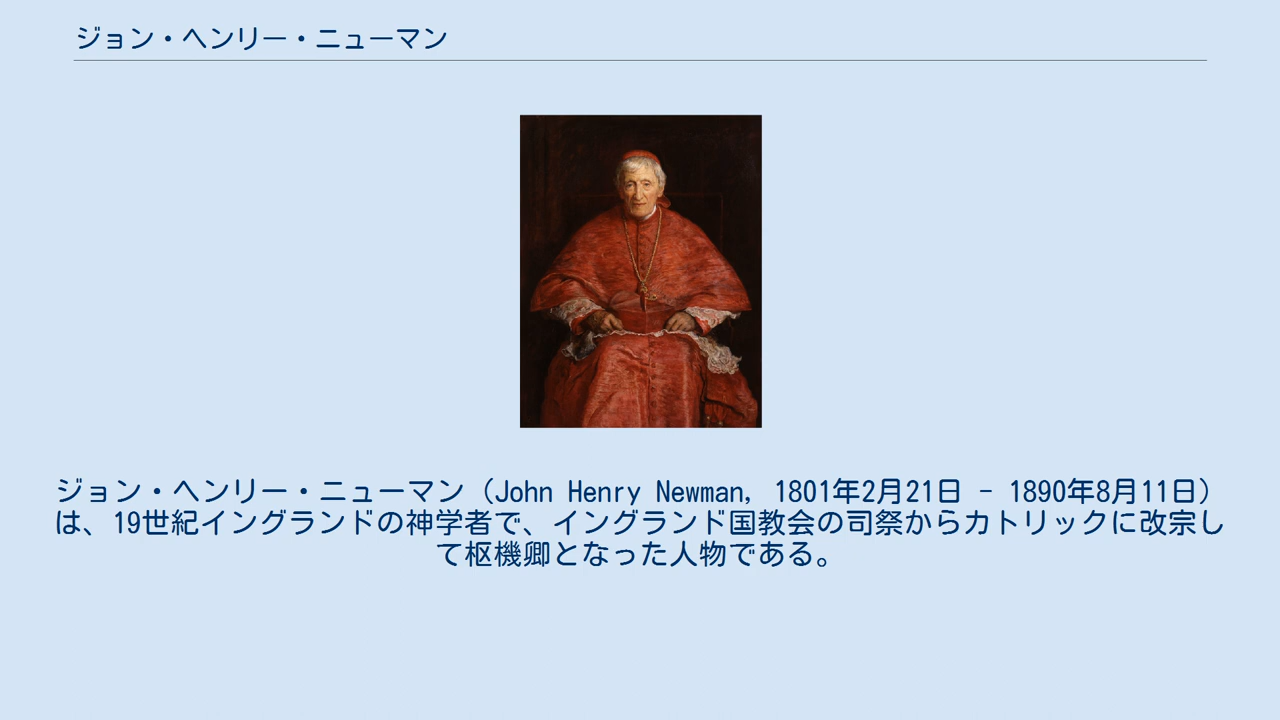 ジョン・ヘンリー・ニューマン
ジョン・ヘンリー・ニューマン（John Henry Newman, 1801年2月21日 - 1890年8月11日）
は、19世紀イングランドの神学者で、イングランド国教会の司祭からカトリックに改宗し
て枢機卿となった人物である。